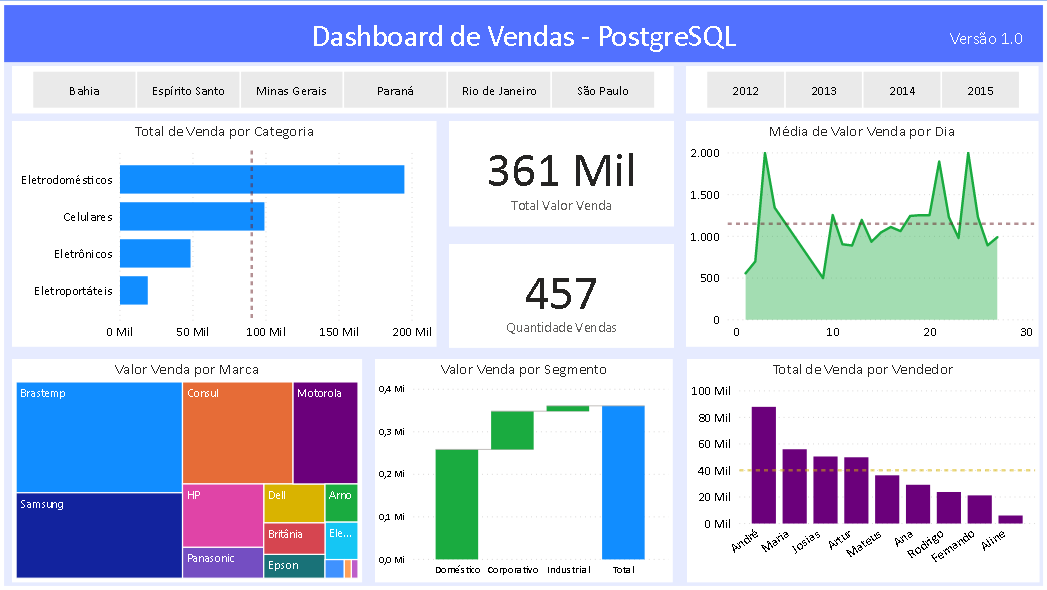 Dashboard de Vendas - PostgreSQL
Versão 1.0
Bahia
Espírito Santo
Minas Gerais
Paraná
Rio de Janeiro
São Paulo
2012
2013
2014
2015
Total de Venda por Categoria
Eletrodomésticos
Celulares
Eletrônicos
Eletroportáteis
0 Mil
50 Mil
100 Mil
150 Mil
200 Mil
361 Mil
Total Valor Venda
457
Quantidade Vendas
Média de Valor Venda por Dia
2.000
1.500
1.000
500
0
0
10
20
30
Valor Venda por Marca
Brastemp
Consul
Motorola
Samsung
HP
Dell
Arno
Britânia
Ele...
Panasonic
Epson
Valor Venda por Segmento
0,4 Mi
0,3 Mi
0,2 Mi
0,1 Mi
0,0 Mi
Doméstico
Corporativo
Industrial
Total
Total de Venda por Vendedor
100 Mil
80 Mil
60 Mil
40 Mil
20 Mil
0 Mil
André
Maria
Josias
Artur
Mateus
Ana
Rodrigo
Fernando
Aline